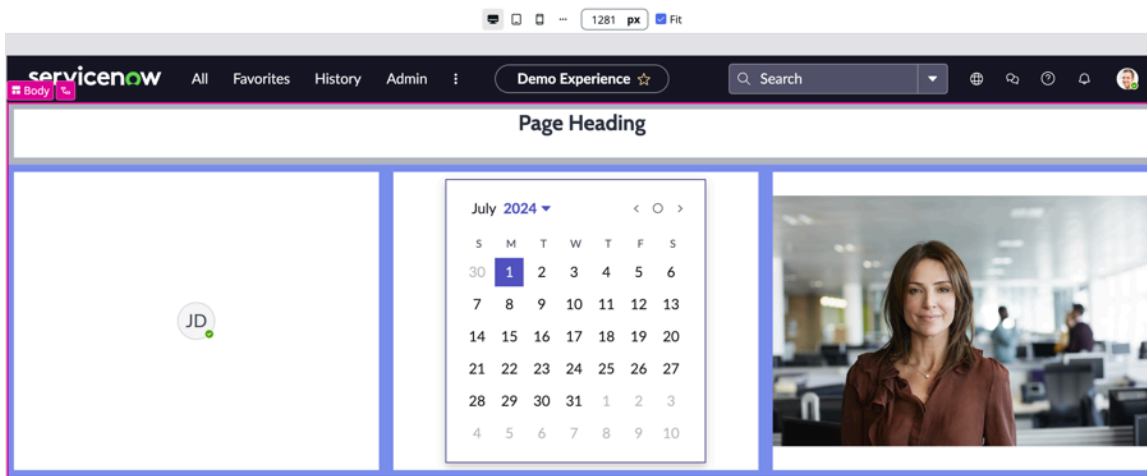 ··· 1281 px Fit
servicenow All Favorites History Admin Demo Experience Search
Body
Page Heading
July 2024
S M T W T F S
30 1 2 3 4 5 6
7 8 9 10 11 12 13
JD
14 15 16 17 18 19 20
21 22 23 24 25 26 27
28 29 30 31 1 2 3
4 5 6 7 8 9 10